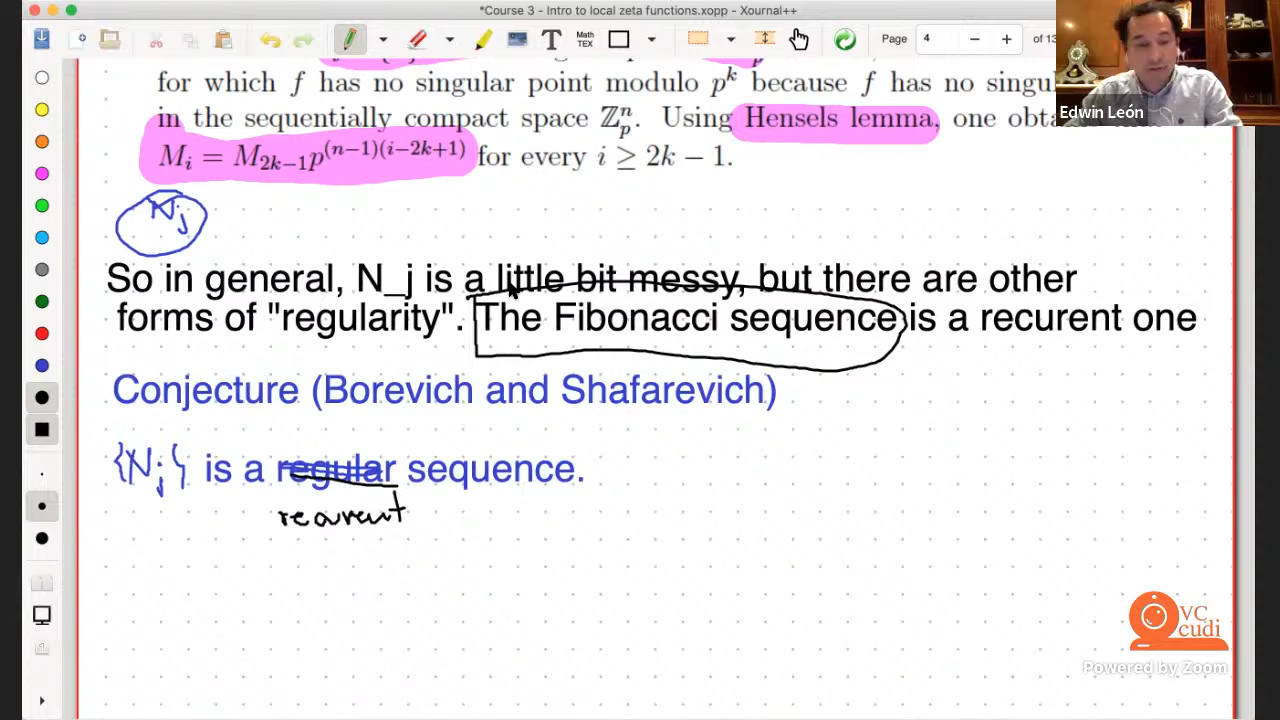 *Course 3 - Intro to local zeta functions.xopp - Xournal++
Math TEX
Page 4 of 13
for which f has no singular point modulo p^k because f has no singul
in the sequentially compact space ℤ_p^n. Using Hensels lemma, one obt
M_i = M_{2k−1}p^{(n−1)(i−2k+1)} for every i ≥ 2k − 1.
N_j
So in general, N_j is a little bit messy, but there are other
forms of "regularity". The Fibonacci sequence is a recurent one
Conjecture (Borevich and Shafarevich)
{N_j} is a regular sequence.
recurent
Edwin León
VC
cudi
Powered by Zoom